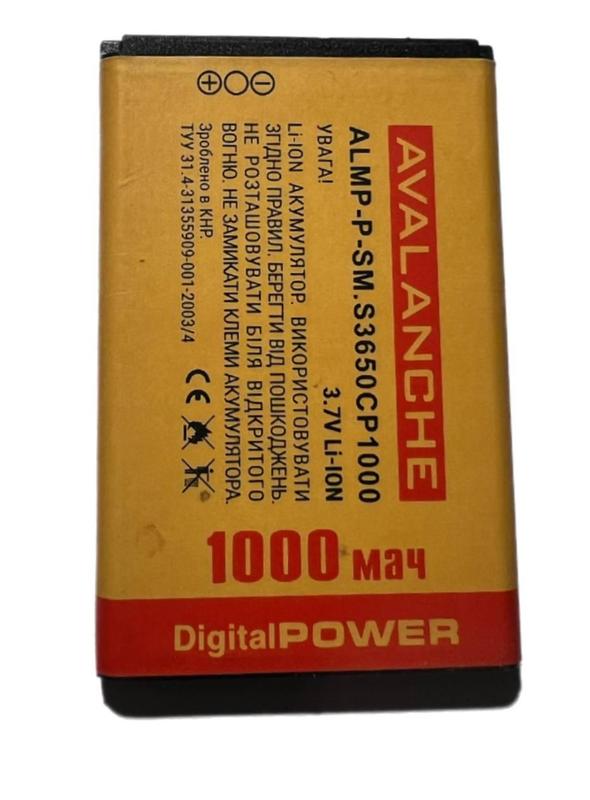 AVALANCHE
ALMP-P-SM.S3650CP1000
3.7V Li-ION
УВАГА!
Li-ION АКУМУЛЯТОР. ВИКОРИСТОВУВАТИ
ЗГІДНО ПРАВИЛ. БЕРЕГТИ ВІД ПОШКОДЖЕНЬ.
НЕ РОЗТАШОВУВАТИ БІЛЯ ВІДКРИТОГО
ВОГНЮ. НЕ ЗАМИКАТИ КЛЕМИ АКУМУЛЯТОРА.
Зроблено в КНР.
ТУУ 31.4-31355909-001-2003/4
CE
1000 мАч
DigitalPOWER